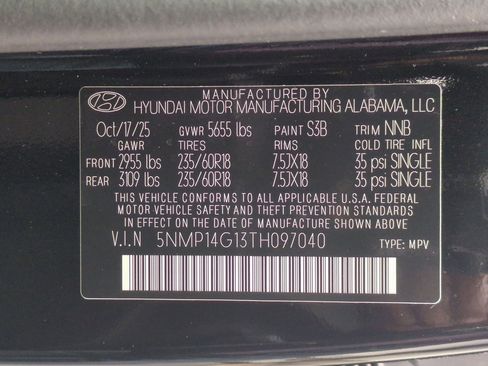 MANUFACTURED BY
HYUNDAI MOTOR MANUFACTURING ALABAMA, LLC
Oct/17/25 GVWR 5655 lbs PAINT S3B TRIM NNB
GAWR TIRES RIMS COLD TIRE INFL
FRONT 2955 lbs 235/60R18 7.5JX18 35 psi SINGLE
REAR 3109 lbs 235/60R18 7.5JX18 35 psi SINGLE
THIS VEHICLE CONFORMS TO ALL APPLICABLE U.S.A. FEDERAL
MOTOR VEHICLE SAFETY AND THEFT PREVENTION STANDARDS
IN EFFECT ON THE DATE OF MANUFACTURE SHOWN ABOVE.
V.I.N 5NMP14G13TH097040 TYPE: MPV